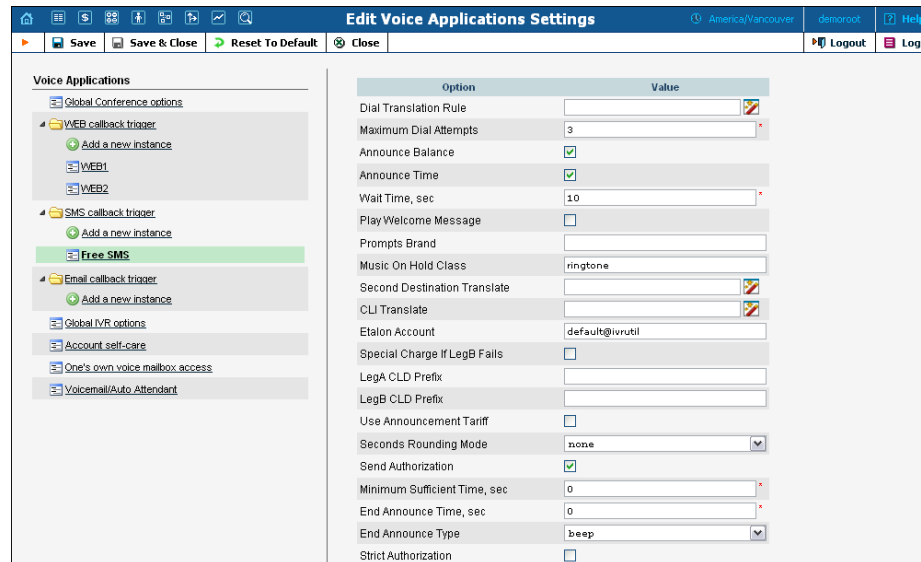 Edit Voice Applications Settings
America/Vancouver
demoroot
Help
Save
Save & Close
Reset To Default
Close
Logout
Log
Voice Applications
Global Conference options
WEB callback trigger
Add a new instance
WEB1
WEB2
SMS callback trigger
Add a new instance
Free SMS
Email callback trigger
Add a new instance
Global IVR options
Account self-care
One's own voice mailbox access
Voicemail/Auto Attendant
Option Value
Dial Translation Rule
Maximum Dial Attempts 3 *
Announce Balance
Announce Time
Wait Time, sec 10 *
Play Welcome Message
Prompts Brand
Music On Hold Class ringtone
Second Destination Translate
CLI Translate
Etalon Account default@ivrutil
Special Charge If LegB Fails
LegA CLD Prefix
LegB CLD Prefix
Use Announcement Tariff
Seconds Rounding Mode none
Send Authorization
Minimum Sufficient Time, sec 0 *
End Announce Time, sec 0 *
End Announce Type beep
Strict Authorization